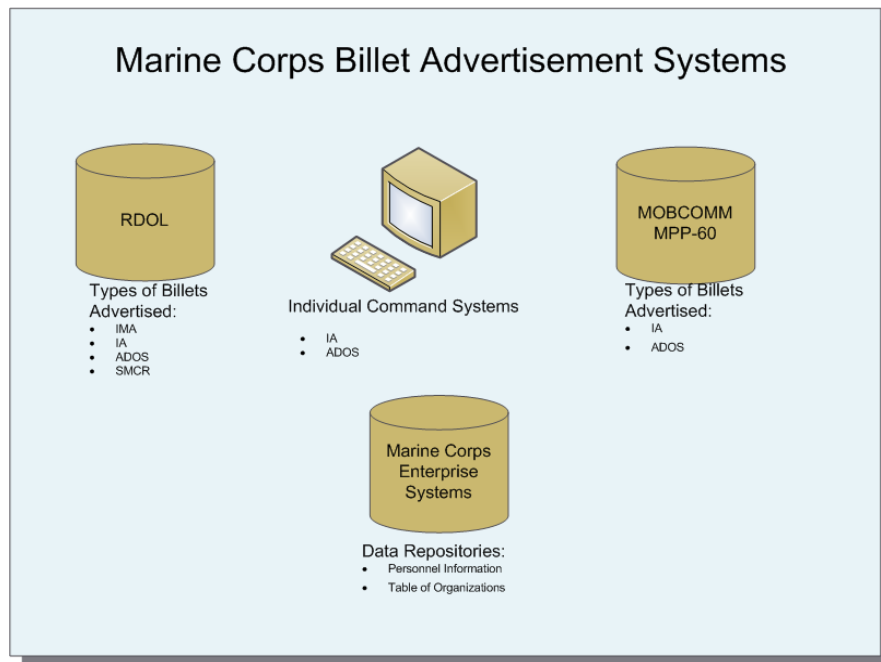 Marine Corps Billet Advertisement Systems
RDOL
Types of Billets
Advertised:
• IMA
• IA
• ADOS
• SMCR
Individual Command Systems
• IA
• ADOS
MOBCOMM
MPP-60
Types of Billets
Advertised:
• IA
• ADOS
Marine Corps
Enterprise
Systems
Data Repositories:
• Personnel Information
• Table of Organizations